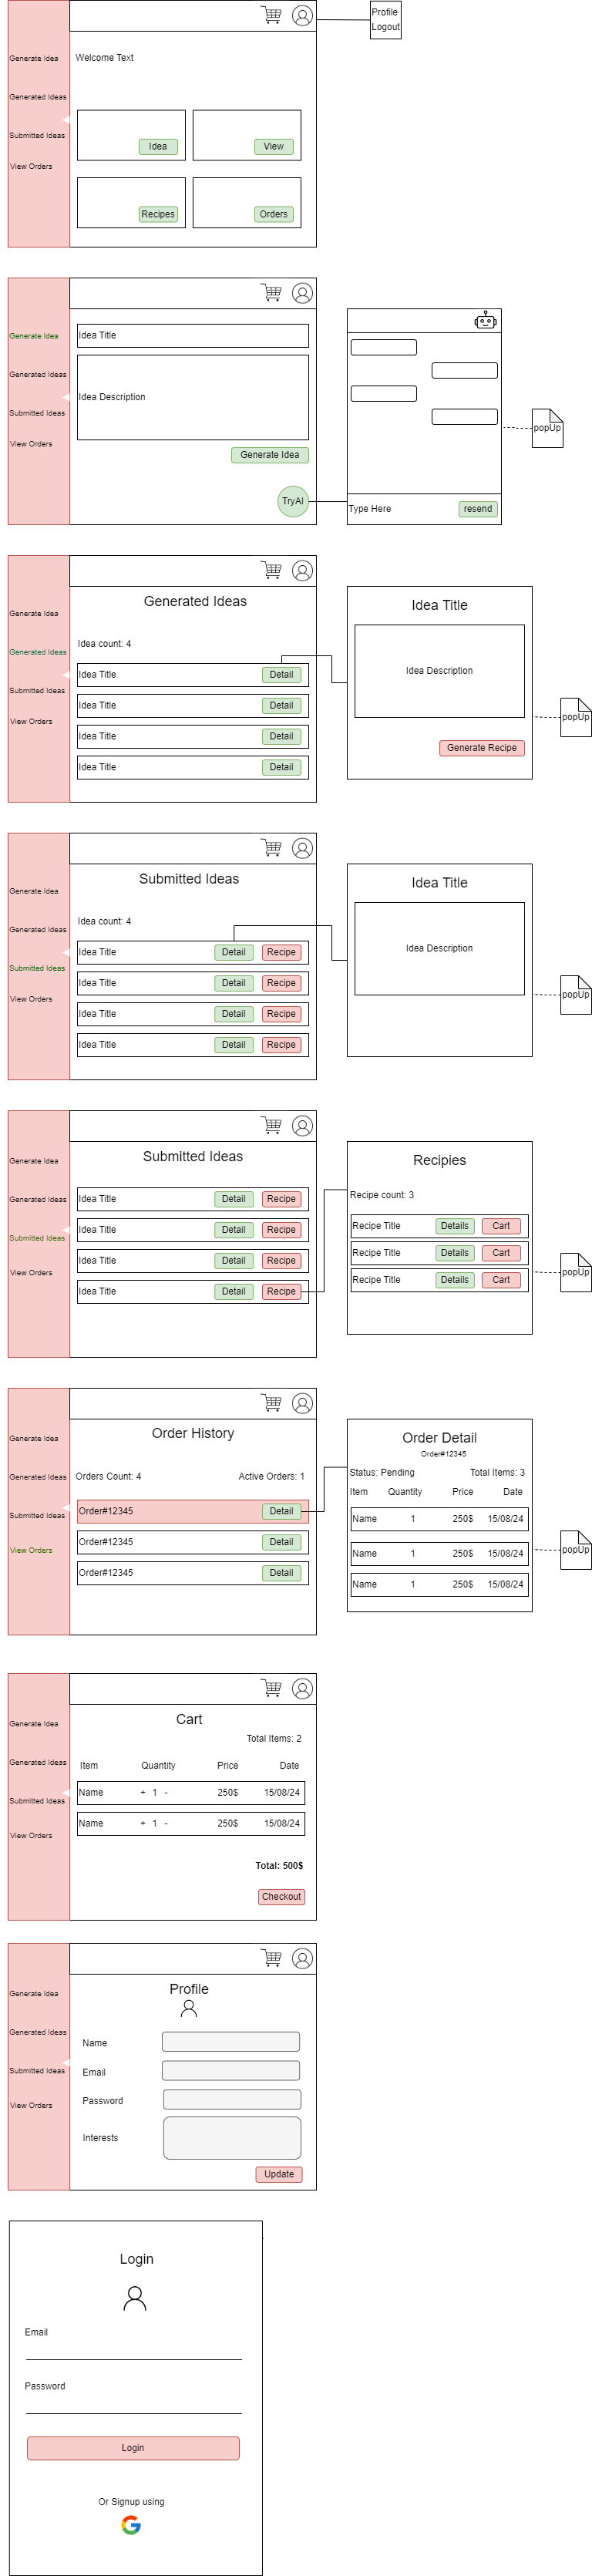 Profile
Logout
Generate Idea
Welcome Text
Generated Ideas
Submitted Ideas
Idea
View
View Orders
Recipes
Orders
Generate Idea
Idea Title
Generated Ideas
Idea Description
Submitted Ideas
popUp
View Orders
Generate Idea
TryAI
Type Here
resend
Generated Ideas
Idea Title
Generate Idea
Idea count: 4
Generated Ideas
Idea Title Detail
Idea Description
Submitted Ideas
Idea Title Detail
View Orders
popUp
Idea Title Detail
Generate Recipe
Idea Title Detail
Submitted Ideas
Idea Title
Generate Idea
Idea count: 4
Generated Ideas
Idea Title Detail Recipe
Idea Description
Submitted Ideas
Idea Title Detail Recipe
View Orders
popUp
Idea Title Detail Recipe
Idea Title Detail Recipe
Submitted Ideas
Recipies
Generate Idea
Generated Ideas
Idea Title Detail Recipe
Recipe count: 3
Submitted Ideas
Idea Title Detail Recipe
Recipe Title Details Cart
Idea Title Detail Recipe
Recipe Title Details Cart
View Orders
popUp
Idea Title Detail Recipe
Recipe Title Details Cart
Order History
Order Detail
Generate Idea
Order#12345
Generated Ideas
Orders Count: 4
Active Orders: 1
Status: Pending
Total Items: 3
Item Quantity Price Date
Submitted Ideas
Order#12345 Detail
Name 1 250$ 15/08/24
View Orders
Order#12345 Detail
Name 1 250$ 15/08/24
popUp
Order#12345 Detail
Name 1 250$ 15/08/24
Cart
Generate Idea
Total Items: 2
Generated Ideas
Item Quantity Price Date
Submitted Ideas
Name + 1 - 250$ 15/08/24
Name + 1 - 250$ 15/08/24
View Orders
Total: 500$
Checkout
Profile
Generate Idea
Generated Ideas
Name
Submitted Ideas
Email
View Orders
Password
Interests
Update
Login
Email
Password
Login
Or Signup using